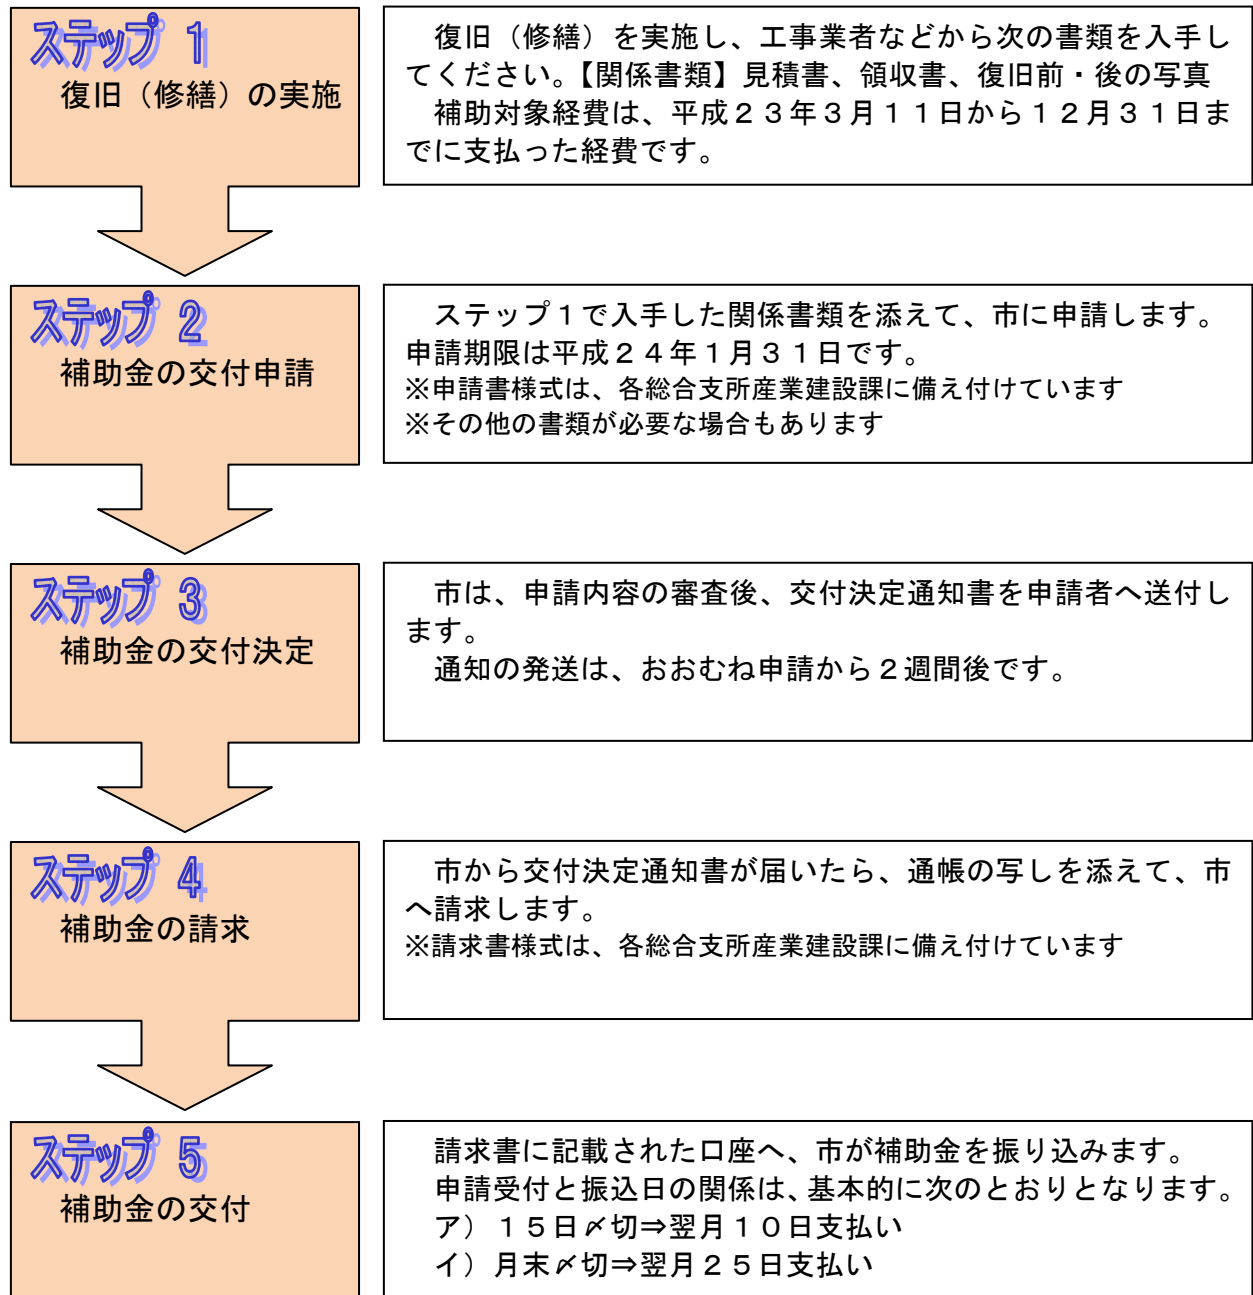 ステップ 1
復旧（修繕）の実施
　復旧（修繕）を実施し、工事業者などから次の書類を入手し
てください。【関係書類】見積書、領収書、復旧前・後の写真
　補助対象経費は、平成２３年３月１１日から１２月３１日ま
でに支払った経費です。
ステップ 2
補助金の交付申請
　ステップ１で入手した関係書類を添えて、市に申請します。
申請期限は平成２４年１月３１日です。
※申請書様式は、各総合支所産業建設課に備え付けています
※その他の書類が必要な場合もあります
ステップ 3
補助金の交付決定
　市は、申請内容の審査後、交付決定通知書を申請者へ送付し
ます。
　通知の発送は、おおむね申請から２週間後です。
ステップ 4
補助金の請求
　市から交付決定通知書が届いたら、通帳の写しを添えて、市
へ請求します。
※請求書様式は、各総合支所産業建設課に備え付けています
ステップ 5
補助金の交付
　請求書に記載された口座へ、市が補助金を振り込みます。
　申請受付と振込日の関係は、基本的に次のとおりとなります。
　ア）１５日〆切⇒翌月１０日支払い
　イ）月末〆切⇒翌月２５日支払い